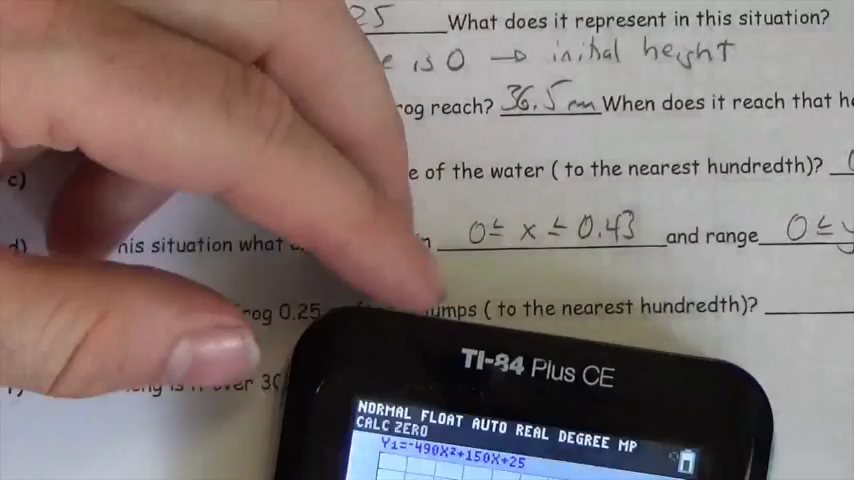 25 What does it represent in this situation?
e is 0 → initial height
rog reach? 36.5 cm When does it reach that he
c) e of the water ( to the nearest hundredth)?
d) his situation what 0 ≤ x ≤ 0.43 and range 0 ≤ y
rog 0.25 umps ( to the nearest hundredth)?
over 30
TI-84 Plus CE
NORMAL FLOAT AUTO REAL DEGREE MP
CALC ZERO
Y1=-490X²+150X+25